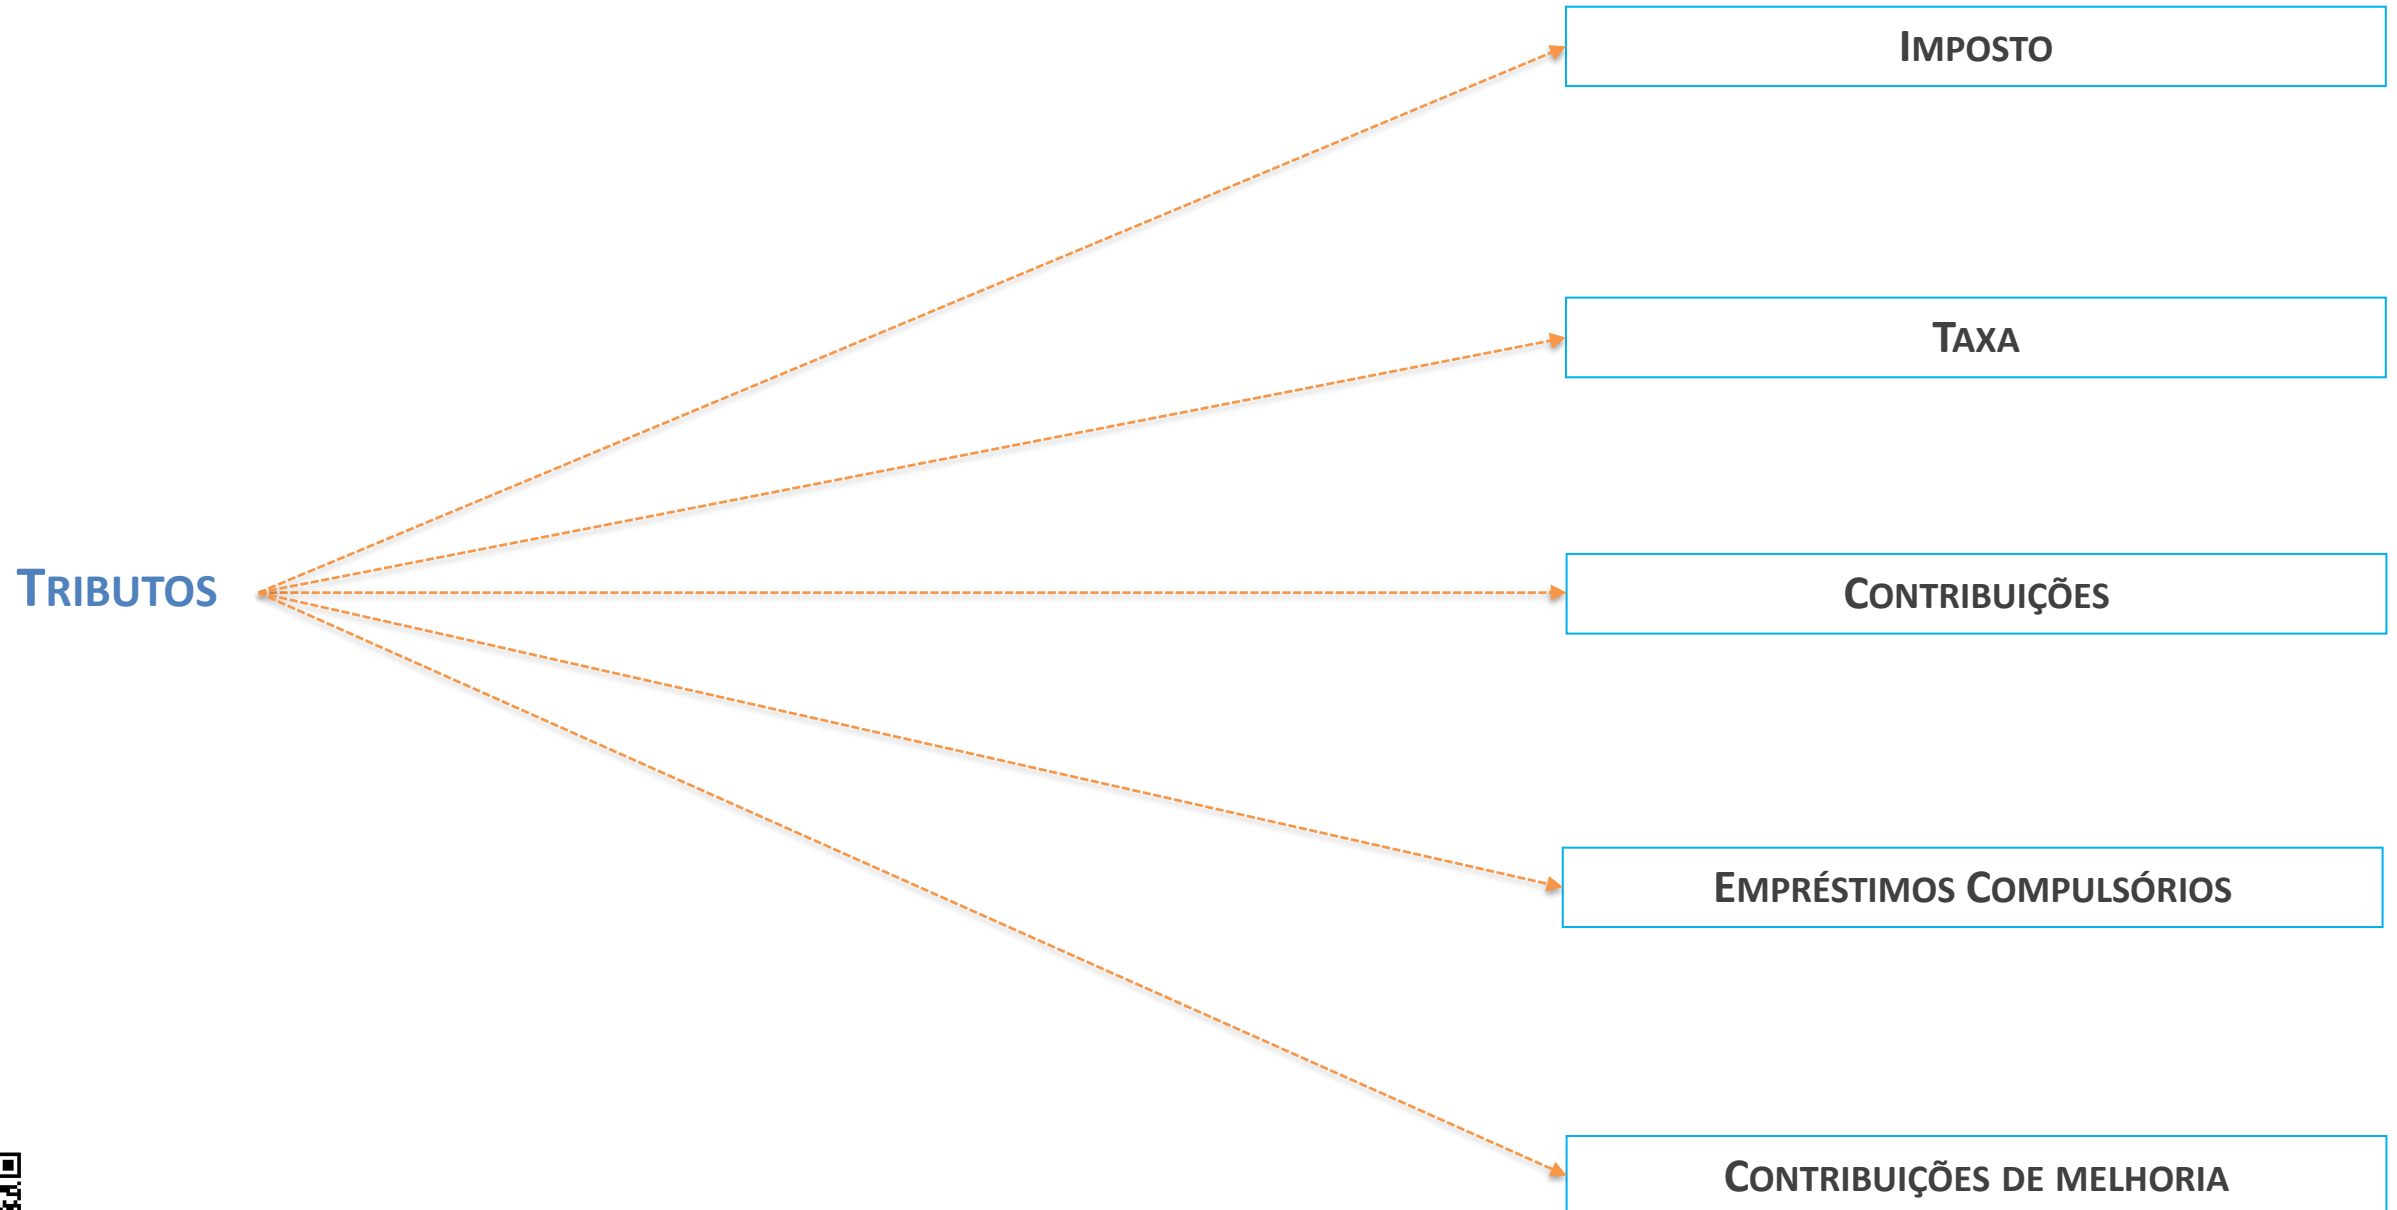 IMPOSTO
TAXA
TRIBUTOS
CONTRIBUIÇÕES
EMPRÉSTIMOS COMPULSÓRIOS
CONTRIBUIÇÕES DE MELHORIA